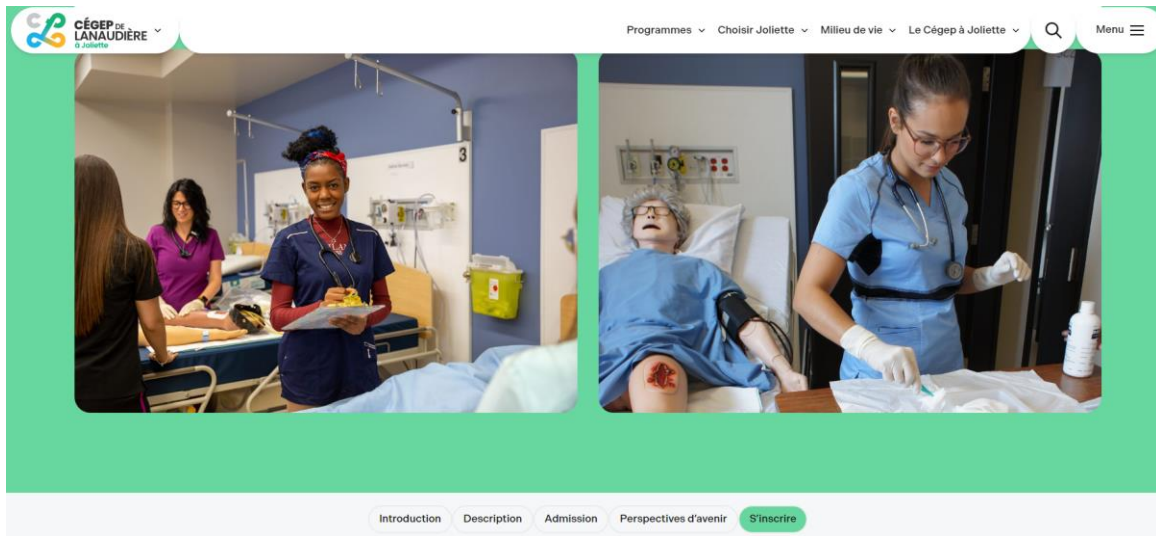 CÉGEP DE
LANAUDIÈRE
à Joliette
Programmes
Choisir Joliette
Milieu de vie
Le Cégep à Joliette
Menu
3
Introduction
Description
Admission
Perspectives d'avenir
S'inscrire